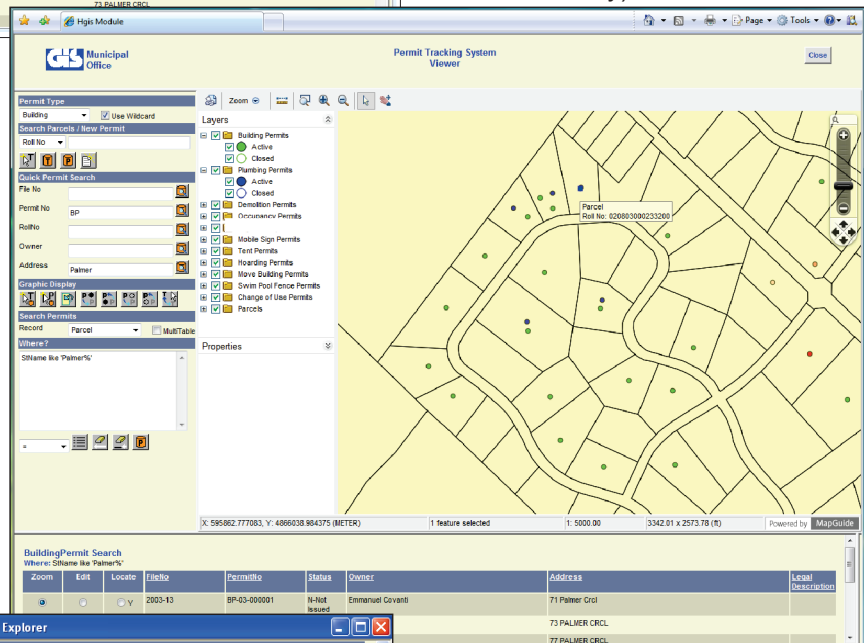 73 PALMER CRCL
Hgis Module
Page
Tools
GIS Municipal
Office
Permit Tracking System
Viewer
Close
Permit Type
Building
Use Wildcard
Search Parcels / New Permit
Roll No
Quick Permit Search
File No
Permit No
BP
RollNo
Owner
Address
Palmer
Graphic Display
Search Permits
Record
Parcel
MultiTable
Where?
StName like 'Palmer%'
=
Zoom
Layers
Building Permits
Active
Closed
Plumbing Permits
Active
Closed
Demolition Permits
Occupancy Permits
Mobile Sign Permits
Tent Permits
Hoarding Permits
Move Building Permits
Swim Pool Fence Permits
Change of Use Permits
Parcels
Properties
Parcel
Roll No: 020803000233200
X: 595862.777083, Y: 4866038.984375 (METER)
1 feature selected
1: 5000.00
3342.01 x 2573.78 (ft)
Powered by MapGuide
BuildingPermit Search
Where: StName like 'Palmer%'
Zoom Edit Locate FileNo PermitNo Status Owner Address Legal
Description
Y 2003-13 BP-03-000001 N-Not
Issued Emmanuel Covanti 71 Palmer Crcl
73 PALMER CRCL
77 PALMER CRCL
Explorer